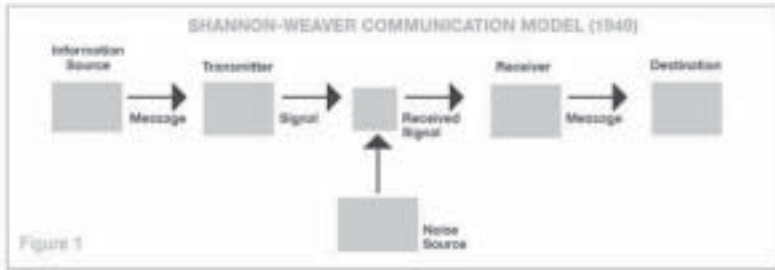 SHANNON-WEAVER COMMUNICATION MODEL (1949)
Information
Source
Transmitter
Receiver
Destination
Message
Signal
Received
Signal
Message
Noise
Source
Figure 1